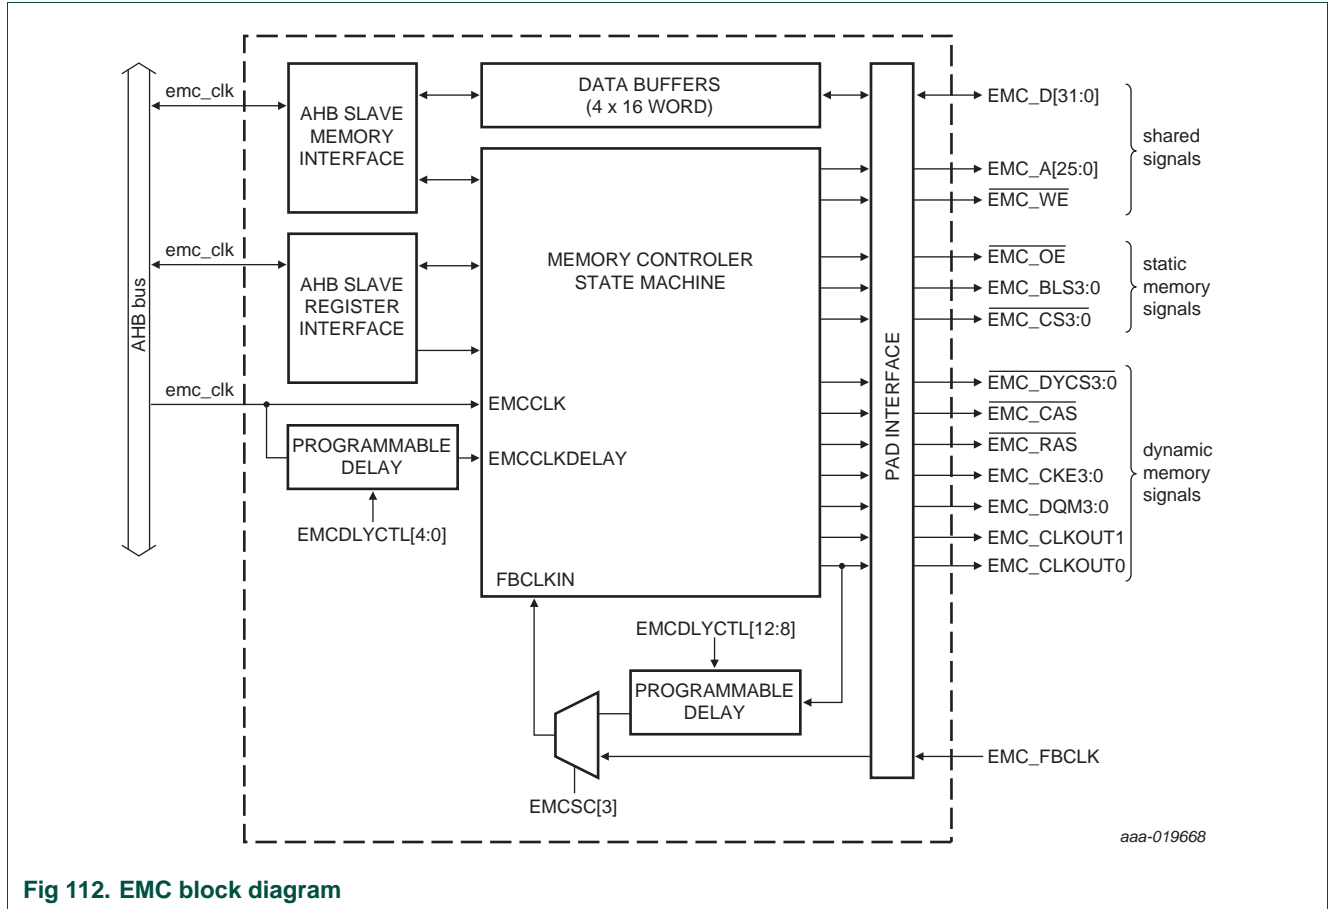 emc_clk
AHB SLAVE
MEMORY
INTERFACE
DATA BUFFERS
(4 x 16 WORD)
EMC_D[31:0]
EMC_A[25:0]
EMC_WE
shared
signals
emc_clk
AHB SLAVE
REGISTER
INTERFACE
MEMORY CONTROLER
STATE MACHINE
EMC_OE
EMC_BLS3:0
EMC_CS3:0
static
memory
signals
AHB bus
PAD INTERFACE
emc_clk
EMCCLK
PROGRAMMABLE
DELAY
EMCCLKDELAY
EMCDLYCTL[4:0]
EMC_DYCS3:0
EMC_CAS
EMC_RAS
EMC_CKE3:0
EMC_DQM3:0
EMC_CLKOUT1
EMC_CLKOUT0
dynamic
memory
signals
FBCLKIN
EMCDLYCTL[12:8]
PROGRAMMABLE
DELAY
EMC_FBCLK
EMCSC[3]
aaa-019668
Fig 112. EMC block diagram